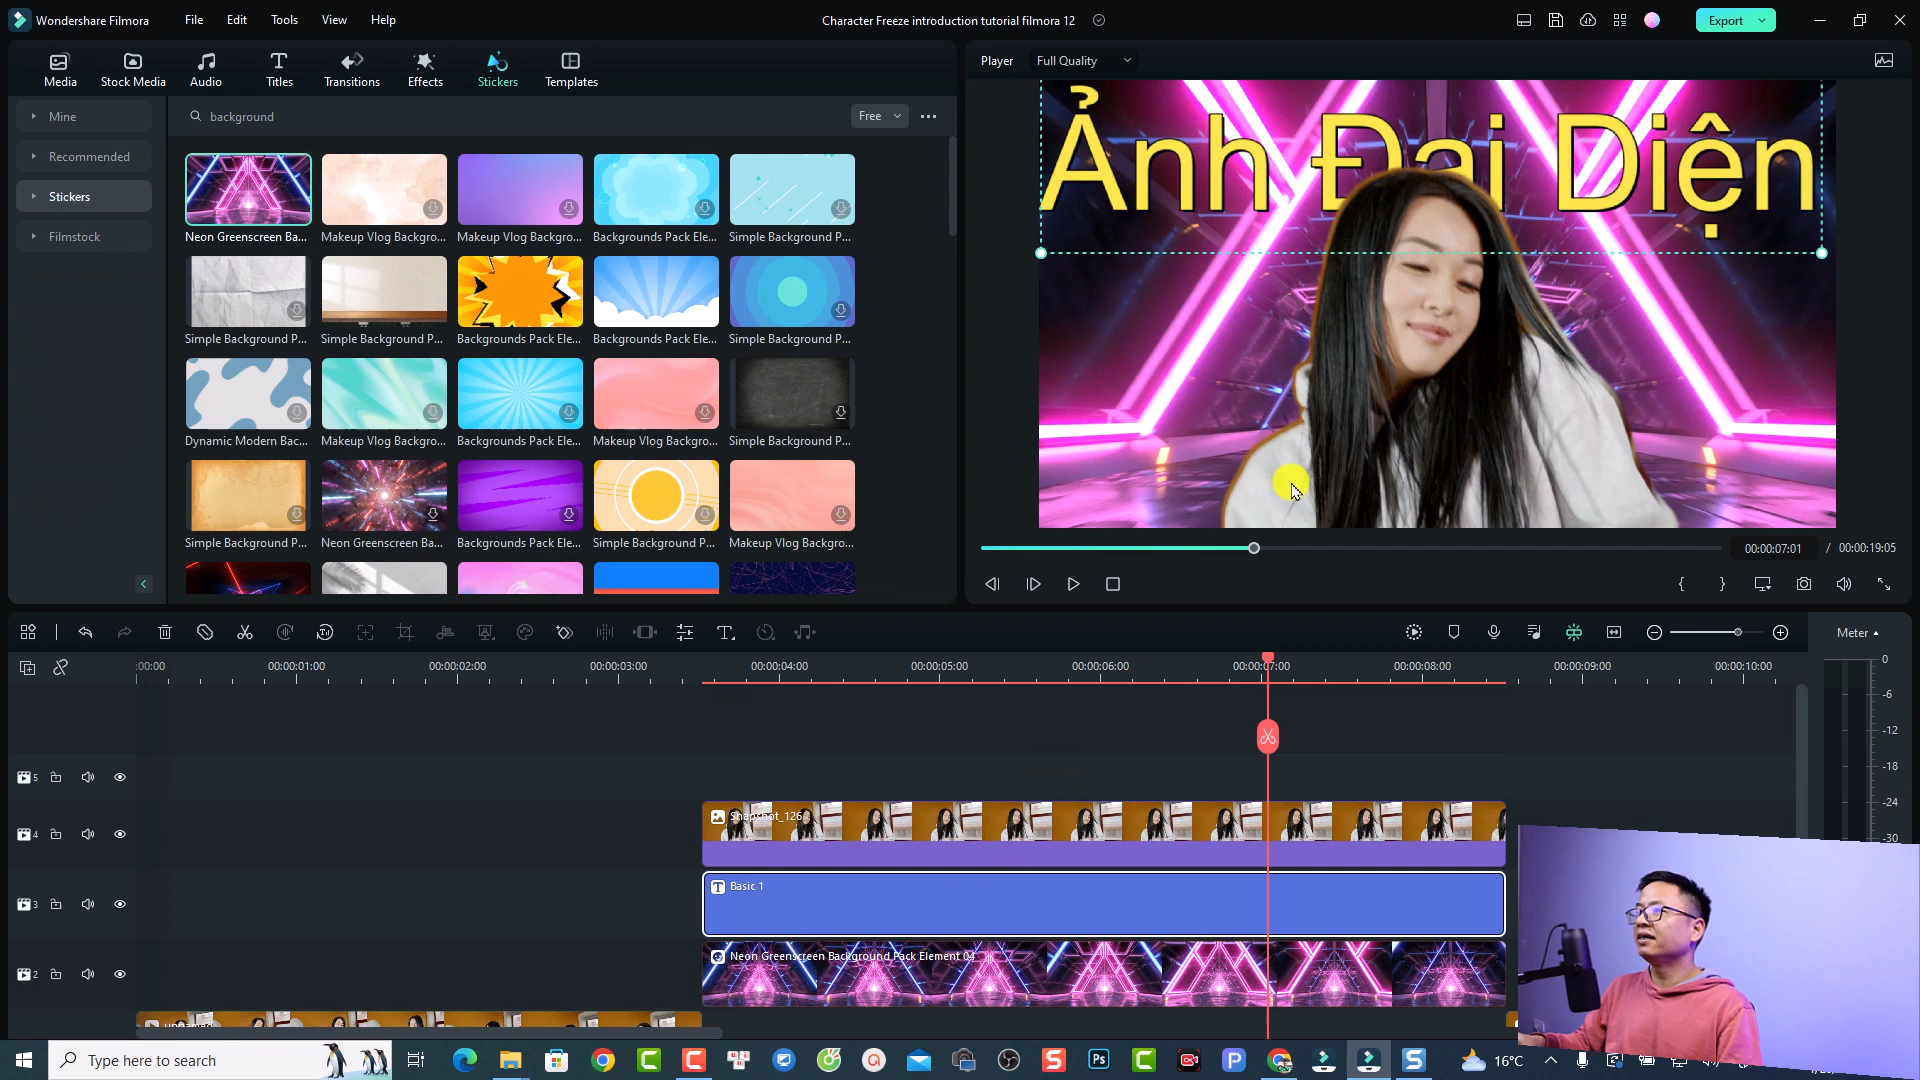 Wondershare Filmora
File
Edit
Tools
View
Help
Character Freeze introduction tutorial filmora 12
Export
Media
Stock Media
Audio
Titles
Transitions
Effects
Stickers
Templates
Player
Full Quality
Mine
Recommended
Stickers
Filmstock
background
Free
Neon Greenscreen Ba...
Makeup Vlog Backgro...
Makeup Vlog Backgro...
Backgrounds Pack Ele...
Simple Background P...
Simple Background P...
Simple Background P...
Backgrounds Pack Ele...
Backgrounds Pack Ele...
Simple Background P...
Dynamic Modern Bac...
Makeup Vlog Backgro...
Backgrounds Pack Ele...
Makeup Vlog Backgro...
Simple Background P...
Simple Background P...
Neon Greenscreen Ba...
Backgrounds Pack Ele...
Simple Background P...
Makeup Vlog Backgro...
Ảnh Đại Diện
00:00:07:01 / 00:00:19:05
Meter
:00:00
00:00:01:00
00:00:02:00
00:00:03:00
00:00:04:00
00:00:05:00
00:00:06:00
00:00:07:00
00:00:08:00
00:00:09:00
00:00:10:00
0
-6
-12
-18
-24
-30
5
4
3
2
Snapshot_126
Basic 1
Neon Greenscreen Background Pack Element 04
Type here to search
16°C